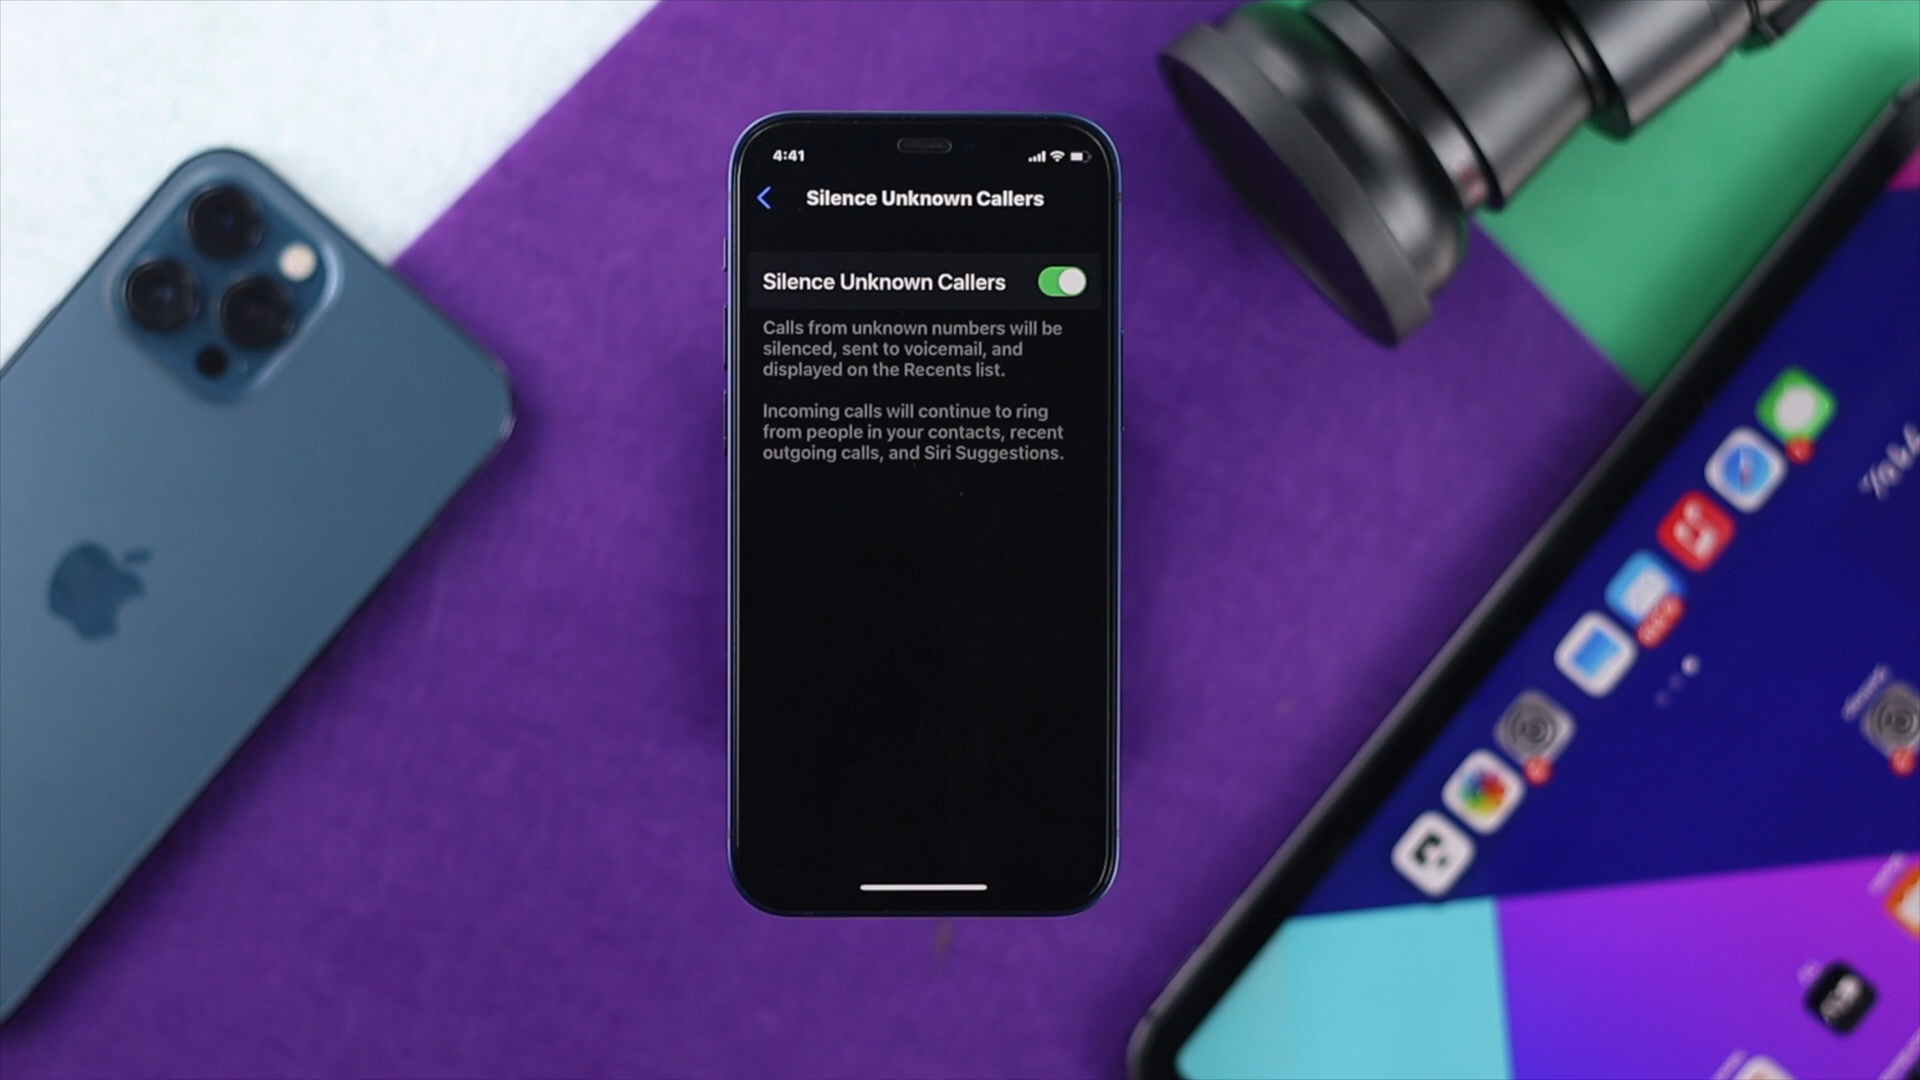 4:41
Silence Unknown Callers
Silence Unknown Callers
Calls from unknown numbers will be
silenced, sent to voicemail, and
displayed on the Recents list.
Incoming calls will continue to ring
from people in your contacts, recent
outgoing calls, and Siri Suggestions.